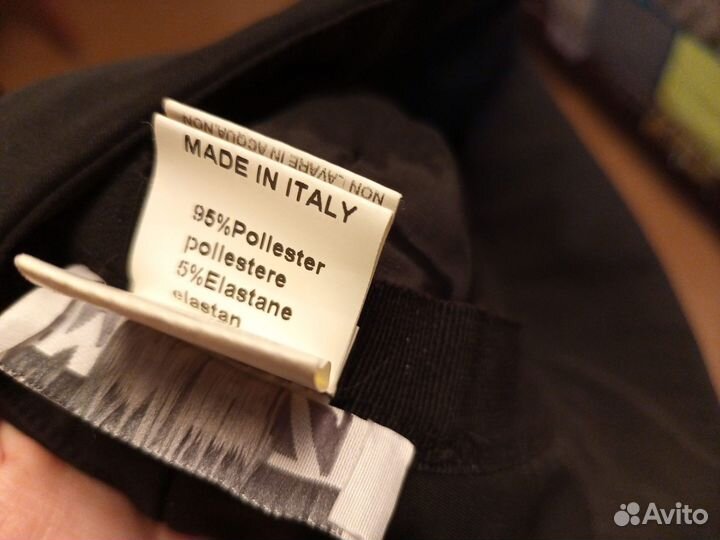 NON LAVARE IN ACQUA.NON
MADE IN ITALY
95%Pollester
pollestere
5%Elastane
elastan
Avito